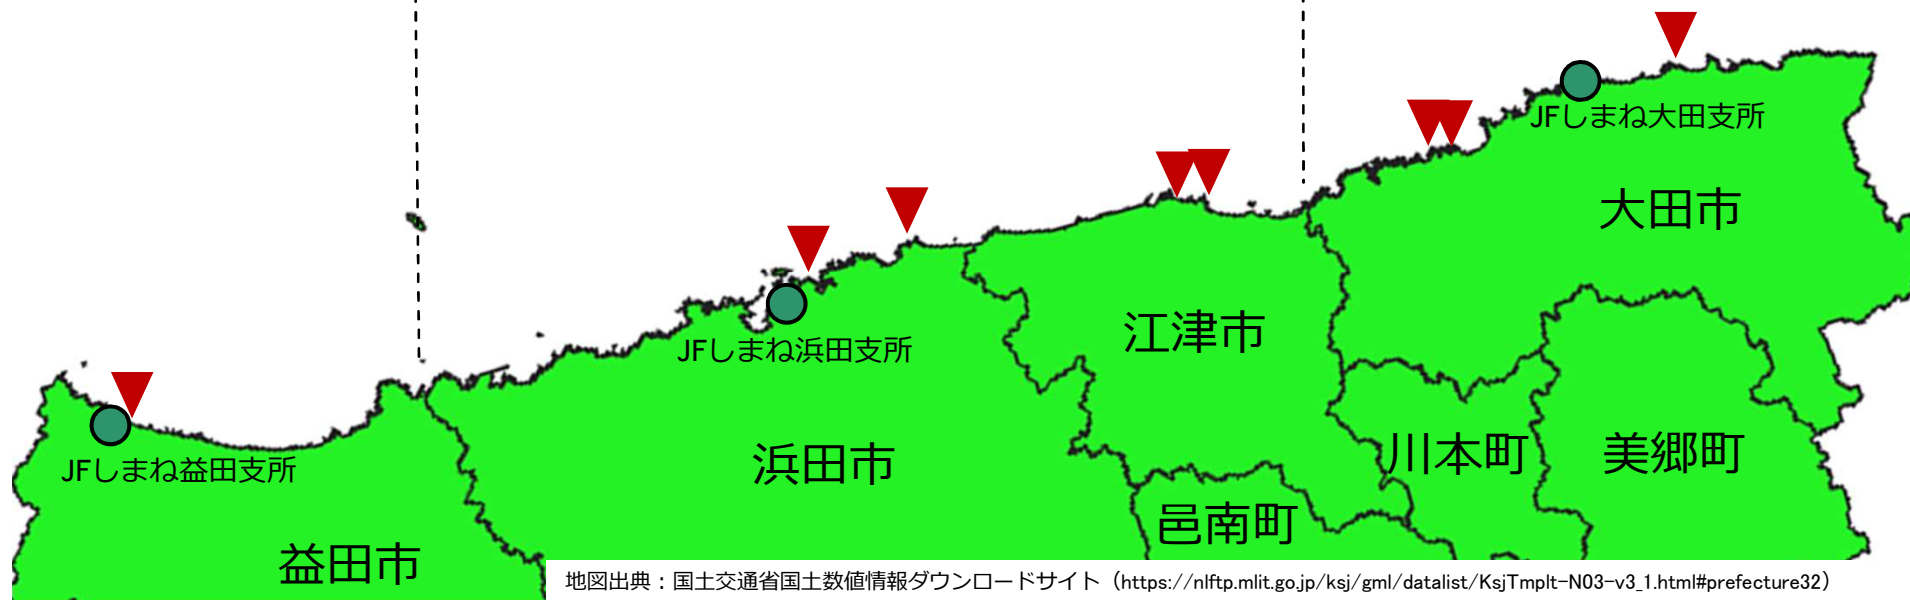 JFしまね大田支所
大田市
江津市
JFしまね浜田支所
川本町
美郷町
浜田市
JFしまね益田支所
邑南町
益田市
地図出典：国土交通省国土数値情報ダウンロードサイト（https://nlftp.mlit.go.jp/ksj/gml/datalist/KsjTmplt-N03-v3_1.html#prefecture32）